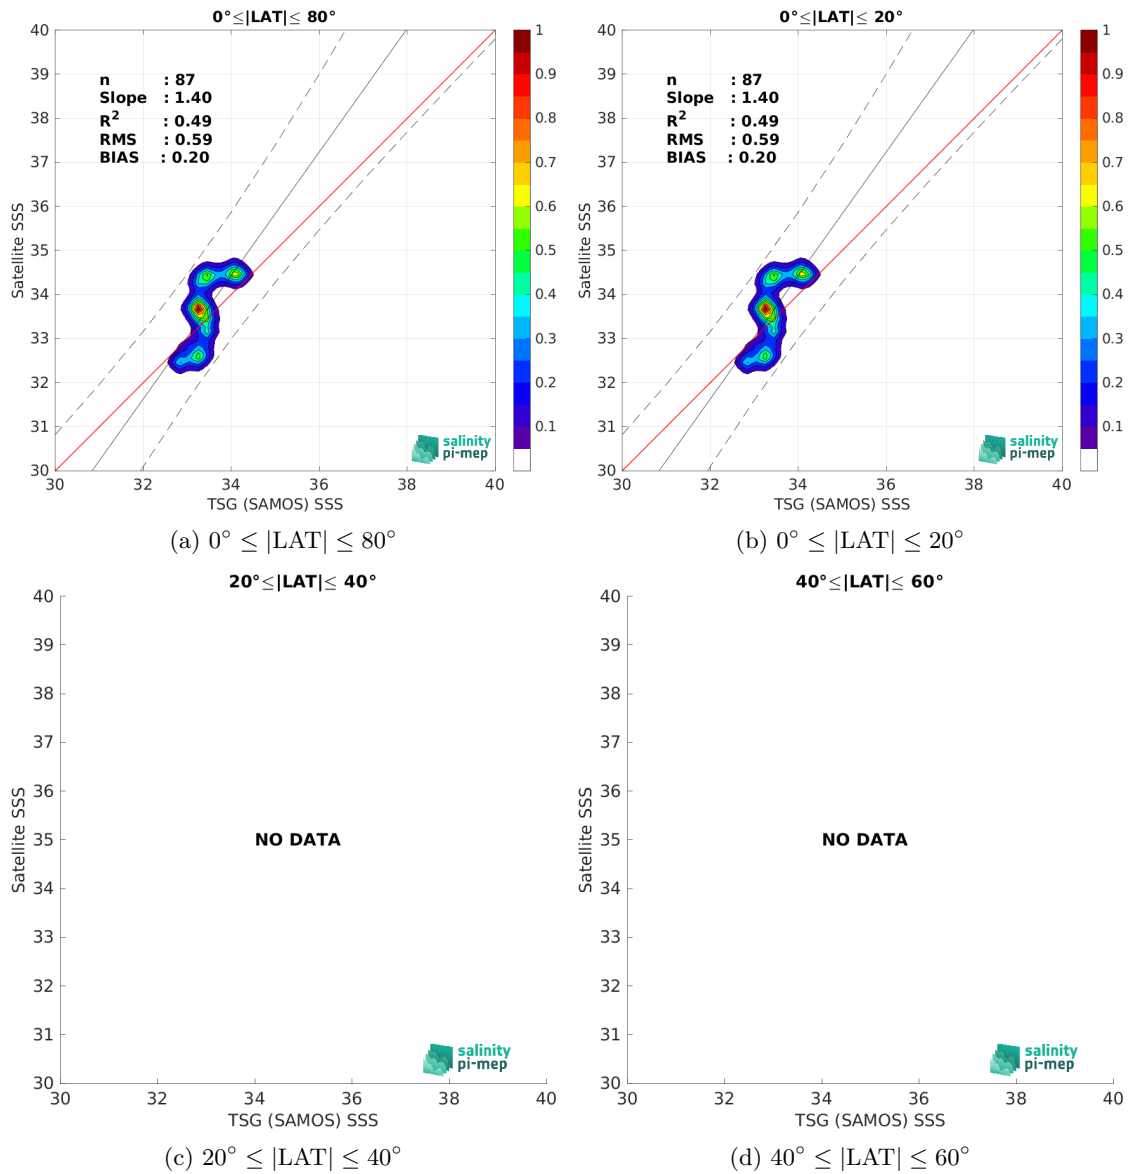 0°≤|LAT|≤ 80°
40
39
38
37
36
35
34
33
32
31
30
Satellite SSS
n : 87
Slope : 1.40
R² : 0.49
RMS : 0.59
BIAS : 0.20
salinity
pi-mep
30 32 34 36 38 40
TSG (SAMOS) SSS
1
0.9
0.8
0.7
0.6
0.5
0.4
0.3
0.2
0.1
(a) 0° ≤ |LAT| ≤ 80°
0°≤|LAT|≤ 20°
40
39
38
37
36
35
34
33
32
31
30
Satellite SSS
n : 87
Slope : 1.40
R² : 0.49
RMS : 0.59
BIAS : 0.20
salinity
pi-mep
30 32 34 36 38 40
TSG (SAMOS) SSS
1
0.9
0.8
0.7
0.6
0.5
0.4
0.3
0.2
0.1
(b) 0° ≤ |LAT| ≤ 20°
20°≤|LAT|≤ 40°
40
39
38
37
36
35
34
33
32
31
30
Satellite SSS
NO DATA
salinity
pi-mep
30 32 34 36 38 40
TSG (SAMOS) SSS
(c) 20° ≤ |LAT| ≤ 40°
40°≤|LAT|≤ 60°
40
39
38
37
36
35
34
33
32
31
30
Satellite SSS
NO DATA
salinity
pi-mep
30 32 34 36 38 40
TSG (SAMOS) SSS
(d) 40° ≤ |LAT| ≤ 60°